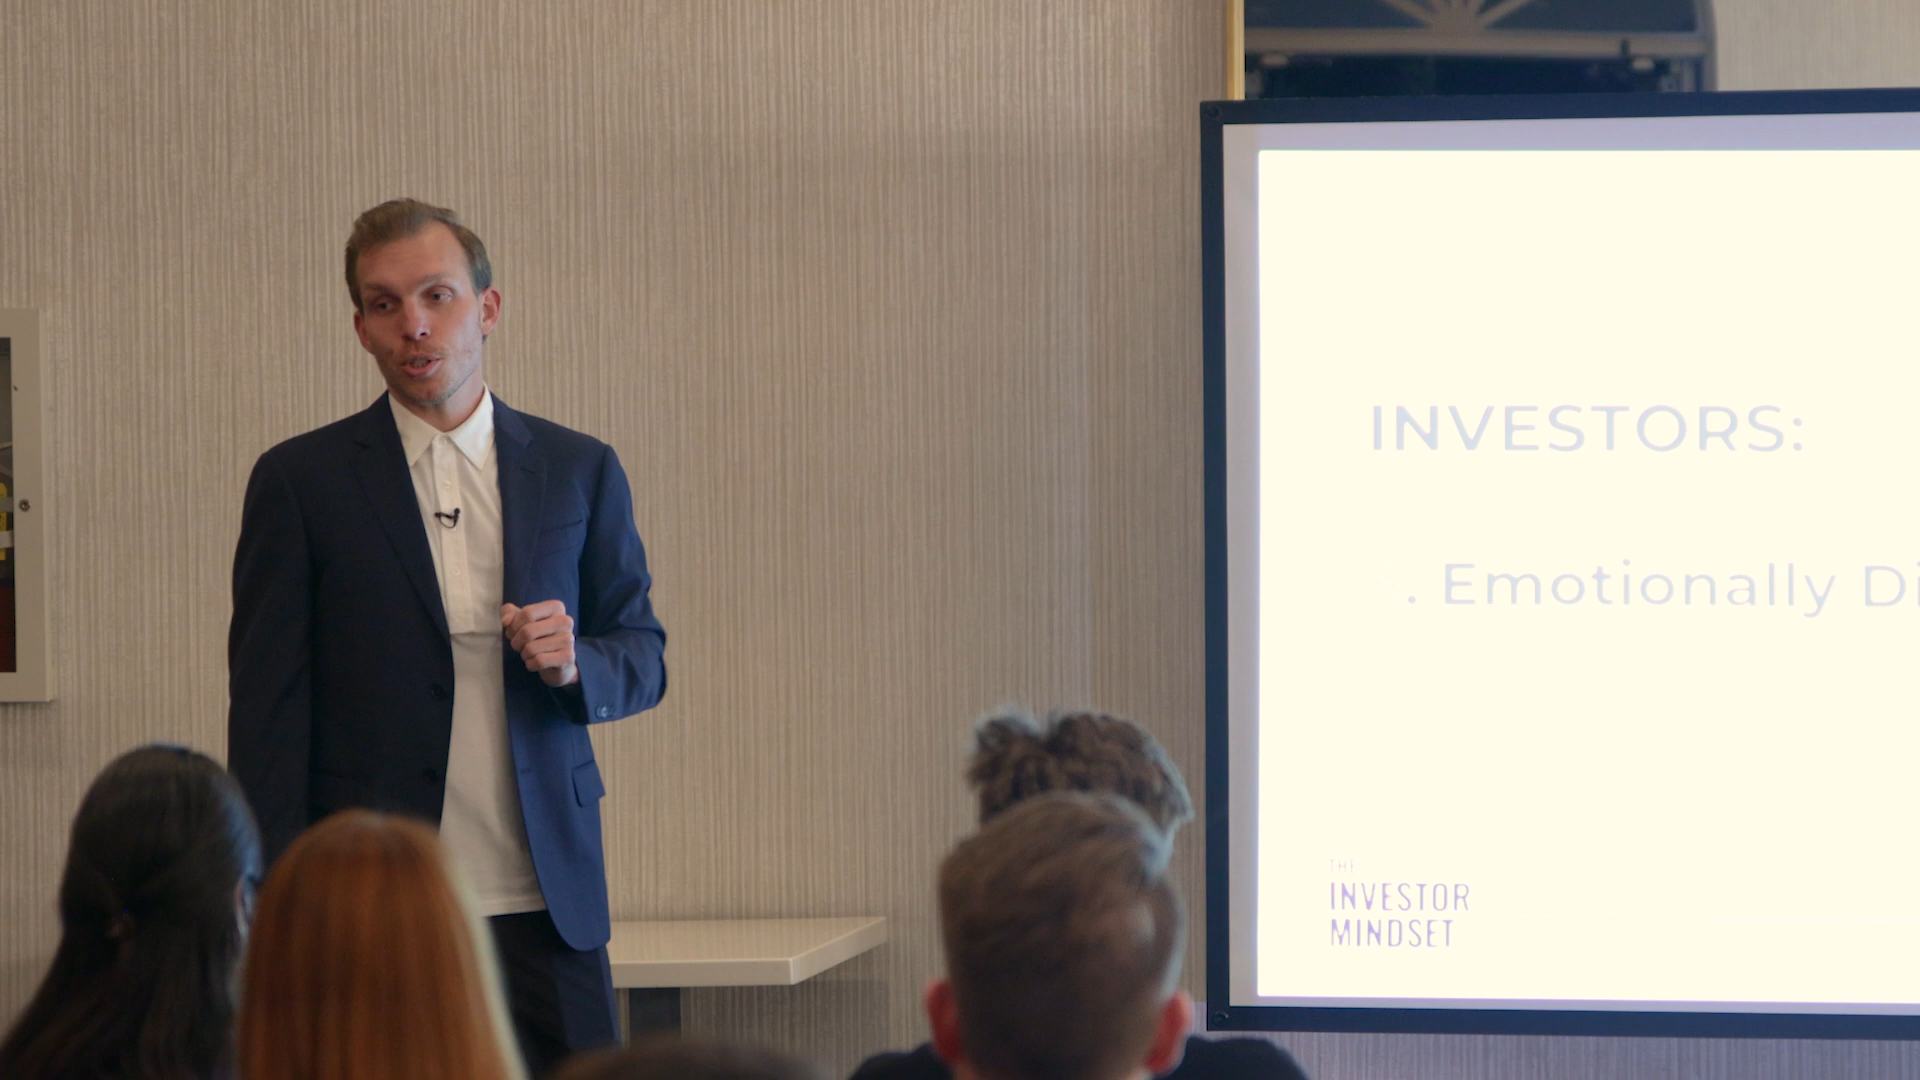 INVESTORS:
. Emotionally Di
THE
INVESTOR
MINDSET